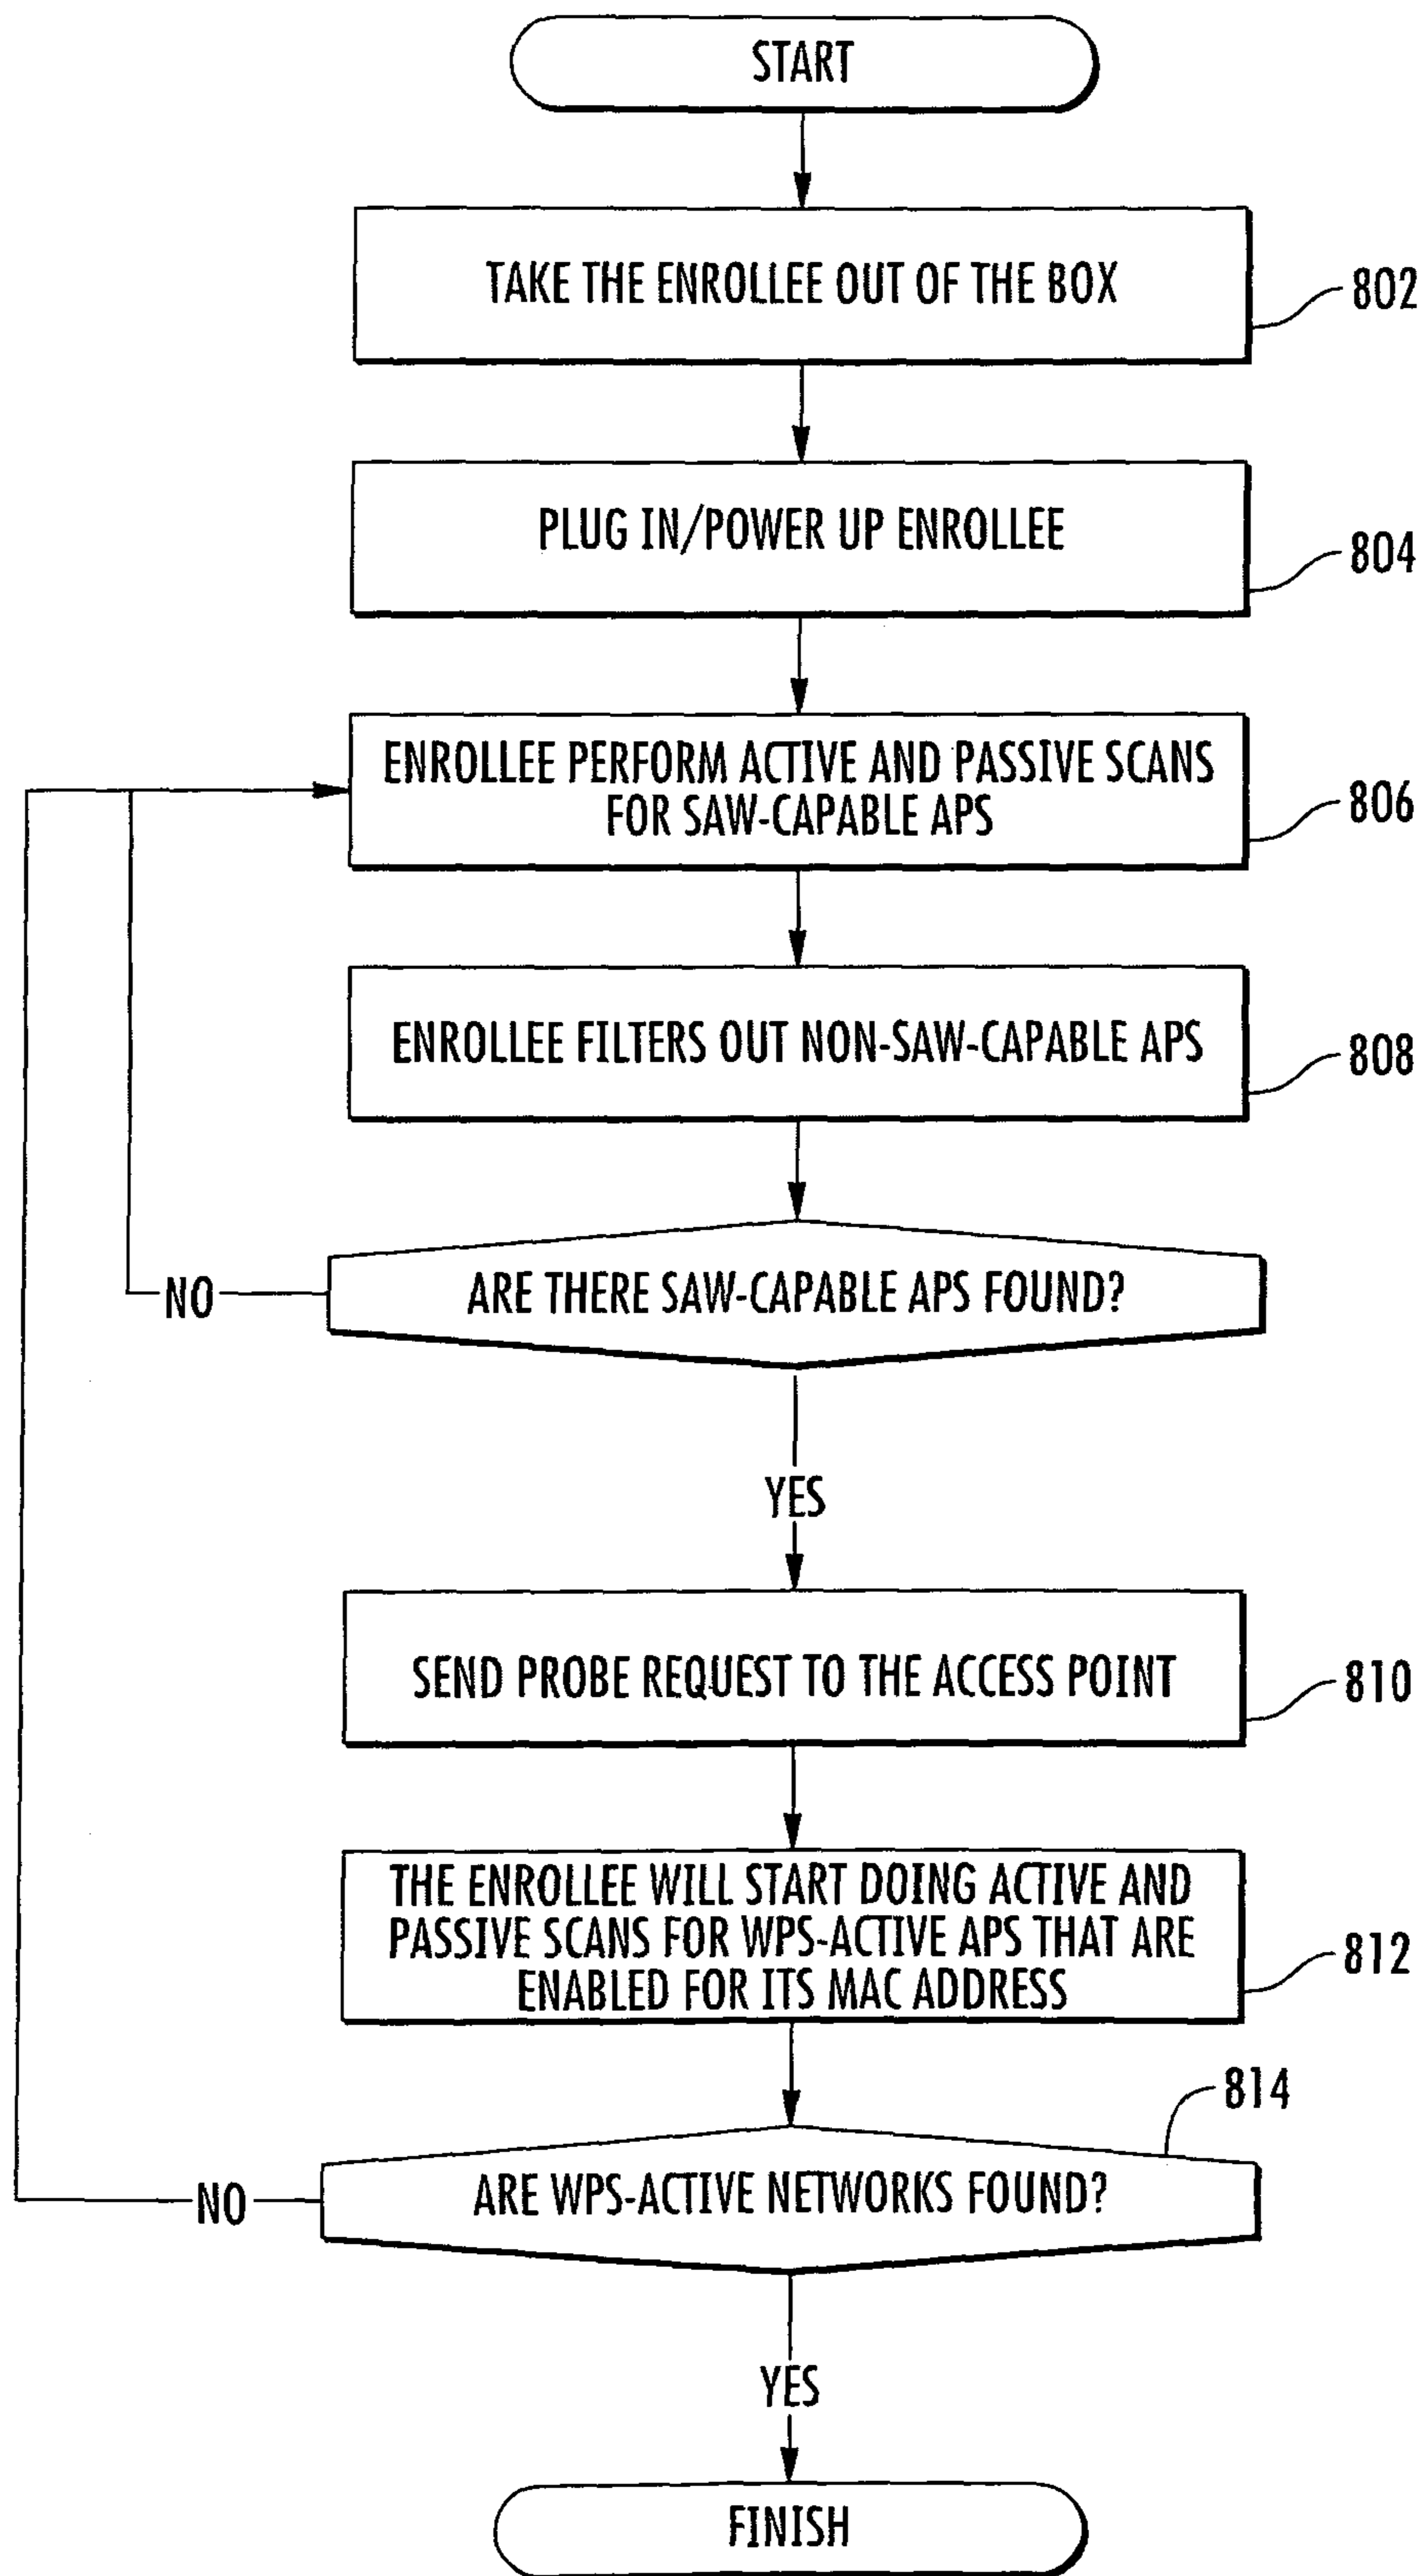 START
TAKE THE ENROLLEE OUT OF THE BOX
802
PLUG IN/POWER UP ENROLLEE
804
ENROLLEE PERFORM ACTIVE AND PASSIVE SCANS
FOR SAW-CAPABLE APS
806
ENROLLEE FILTERS OUT NON-SAW-CAPABLE APS
808
ARE THERE SAW-CAPABLE APS FOUND?
NO
YES
SEND PROBE REQUEST TO THE ACCESS POINT
810
THE ENROLLEE WILL START DOING ACTIVE AND
PASSIVE SCANS FOR WPS-ACTIVE APS THAT ARE
ENABLED FOR ITS MAC ADDRESS
812
814
ARE WPS-ACTIVE NETWORKS FOUND?
NO
YES
FINISH